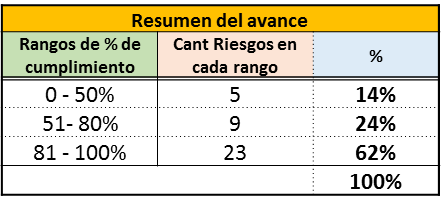 Resumen del avance
Rangos de % de cumplimiento Cant Riesgos en cada rango %
0 - 50% 5 14%
51- 80% 9 24%
81 - 100% 23 62%
100%